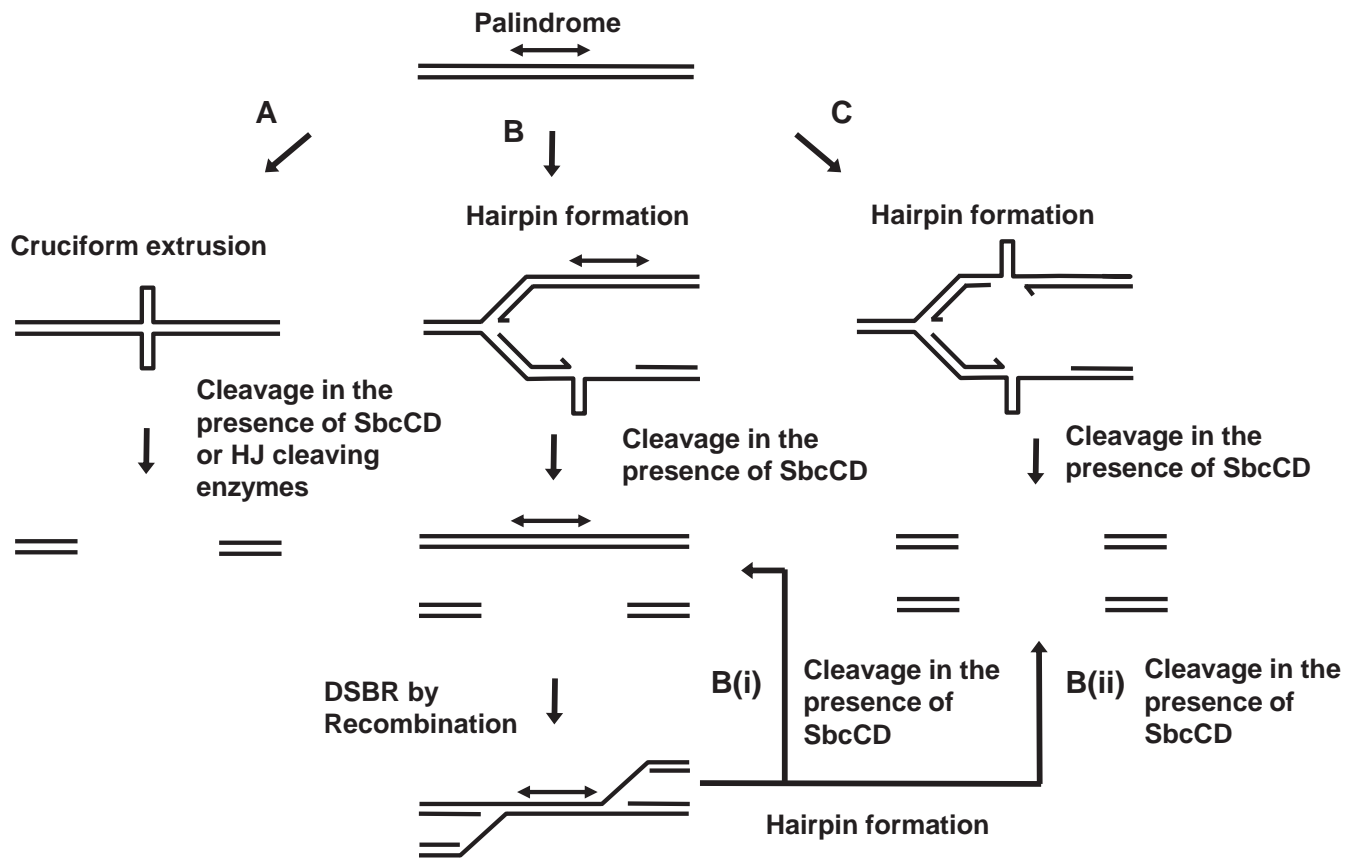 Palindrome
A
B
C
Cruciform extrusion
Hairpin formation
Hairpin formation
Cleavage in the
presence of SbcCD
or HJ cleaving
enzymes
Cleavage in the
presence of SbcCD
Cleavage in the
presence of SbcCD
DSBR by
Recombination
B(i)
Cleavage in the
presence of
SbcCD
B(ii)
Cleavage in the
presence of
SbcCD
Hairpin formation